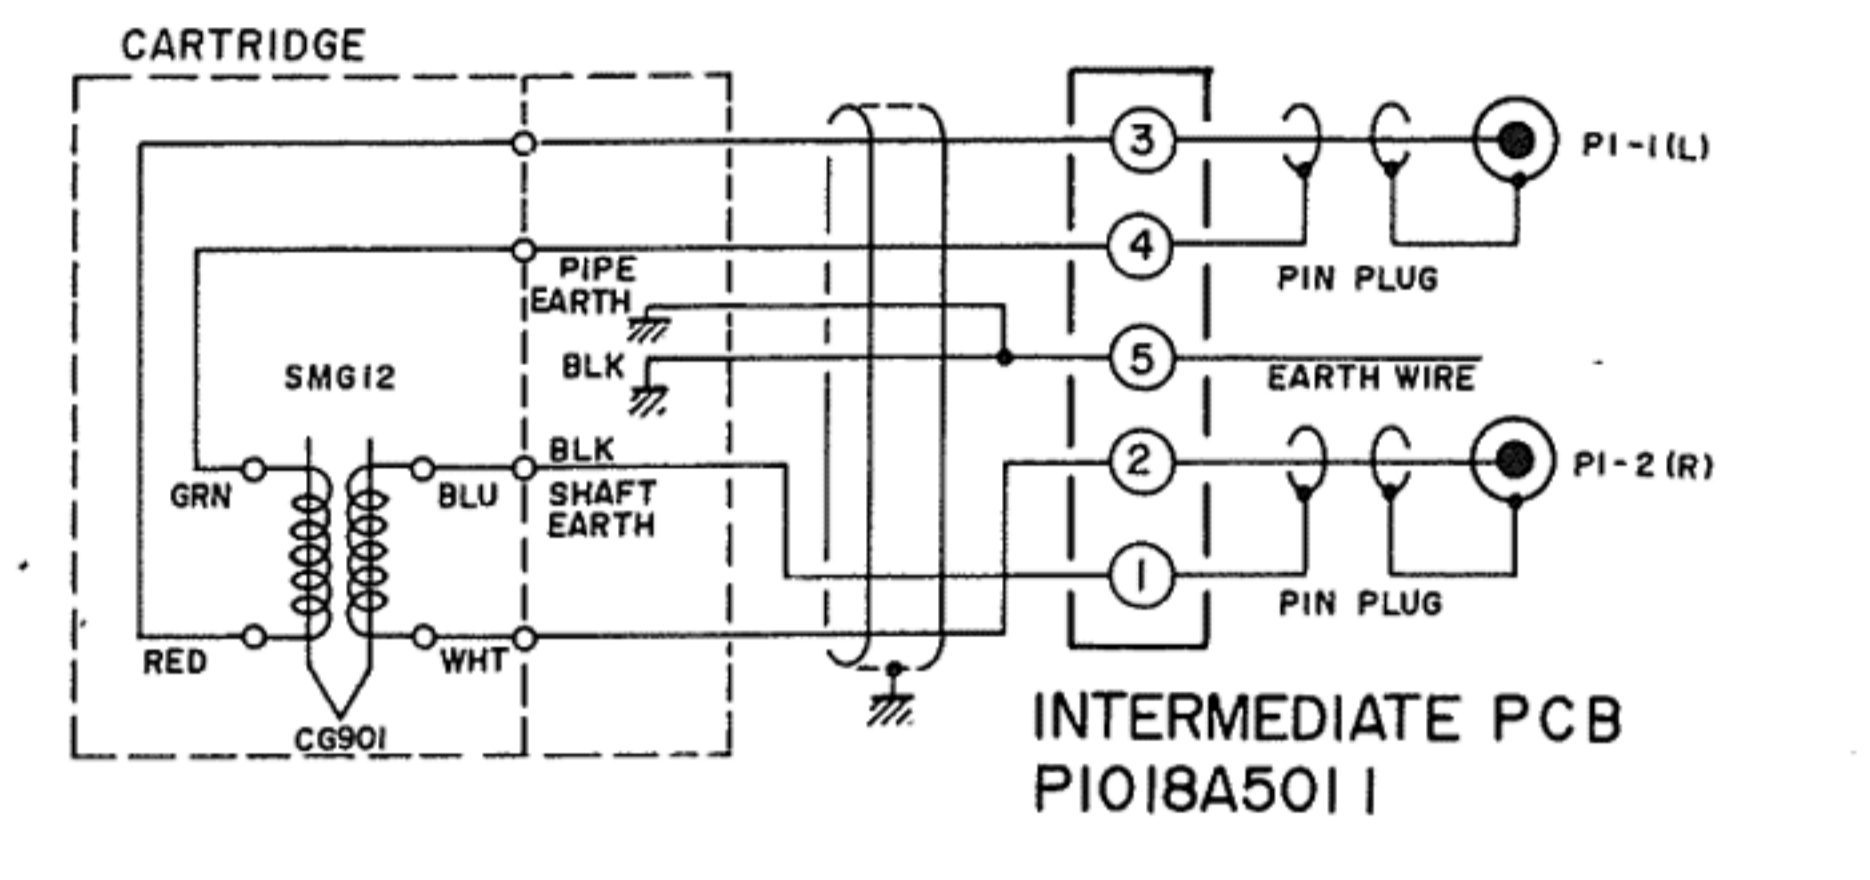 CARTRIDGE
3
P1-1(L)
4
PIPE
EARTH
PIN PLUG
BLK
5
EARTH WIRE
SMG12
BLK
2
P1-2(R)
GRN
BLU
SHAFT
EARTH
1
PIN PLUG
RED
WHT
CG901
INTERMEDIATE PCB
P1018A5011